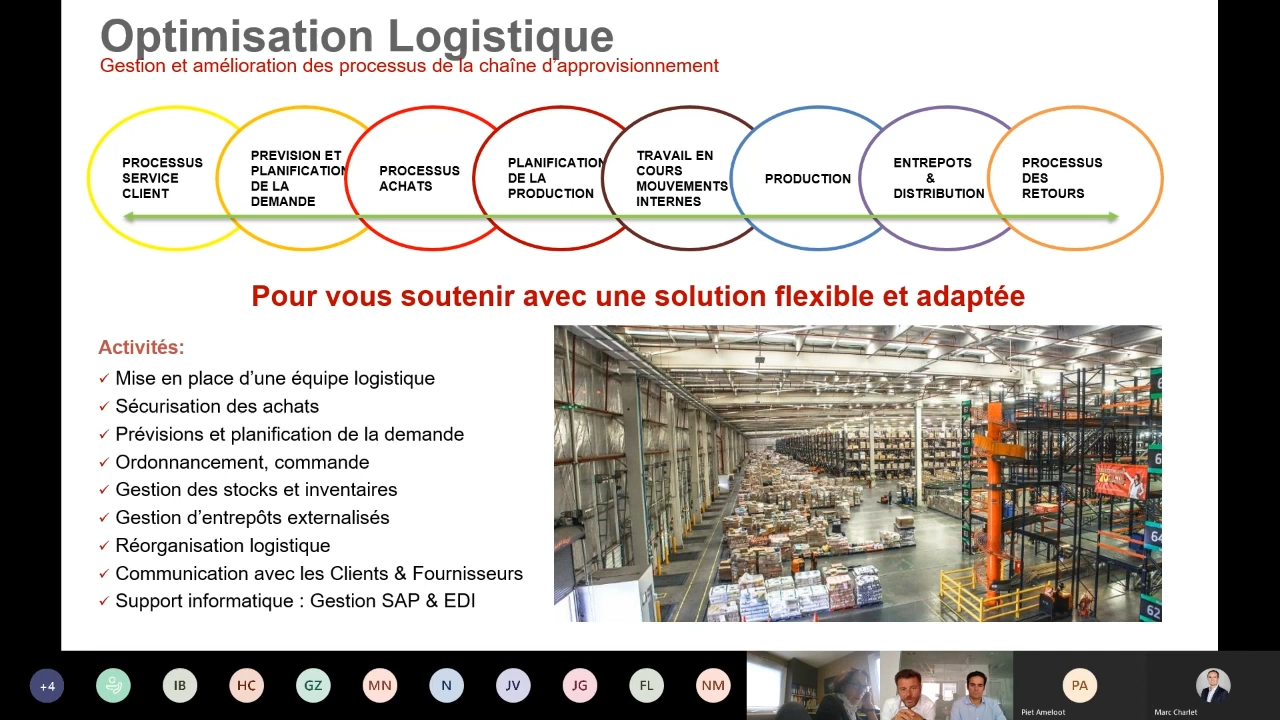 Optimisation Logistique
Gestion et amélioration des processus de la chaîne d'approvisionnement
PROCESSUS
SERVICE
CLIENT
PREVISION ET
PLANIFICATION
DE LA
DEMANDE
PROCESSUS
ACHATS
PLANIFICATION
DE LA
PRODUCTION
TRAVAIL EN
COURS
MOUVEMENTS
INTERNES
PRODUCTION
ENTREPOTS
&
DISTRIBUTION
PROCESSUS
DES
RETOURS
Pour vous soutenir avec une solution flexible et adaptée
Activités:
✓ Mise en place d'une équipe logistique
✓ Sécurisation des achats
✓ Prévisions et planification de la demande
✓ Ordonnancement, commande
✓ Gestion des stocks et inventaires
✓ Gestion d'entrepôts externalisés
✓ Réorganisation logistique
✓ Communication avec les Clients & Fournisseurs
✓ Support informatique : Gestion SAP & EDI
64
62
+4
IB
HC
GZ
MN
N
JV
JG
FL
NM
PA
Piet Ameloot
Marc Charlet